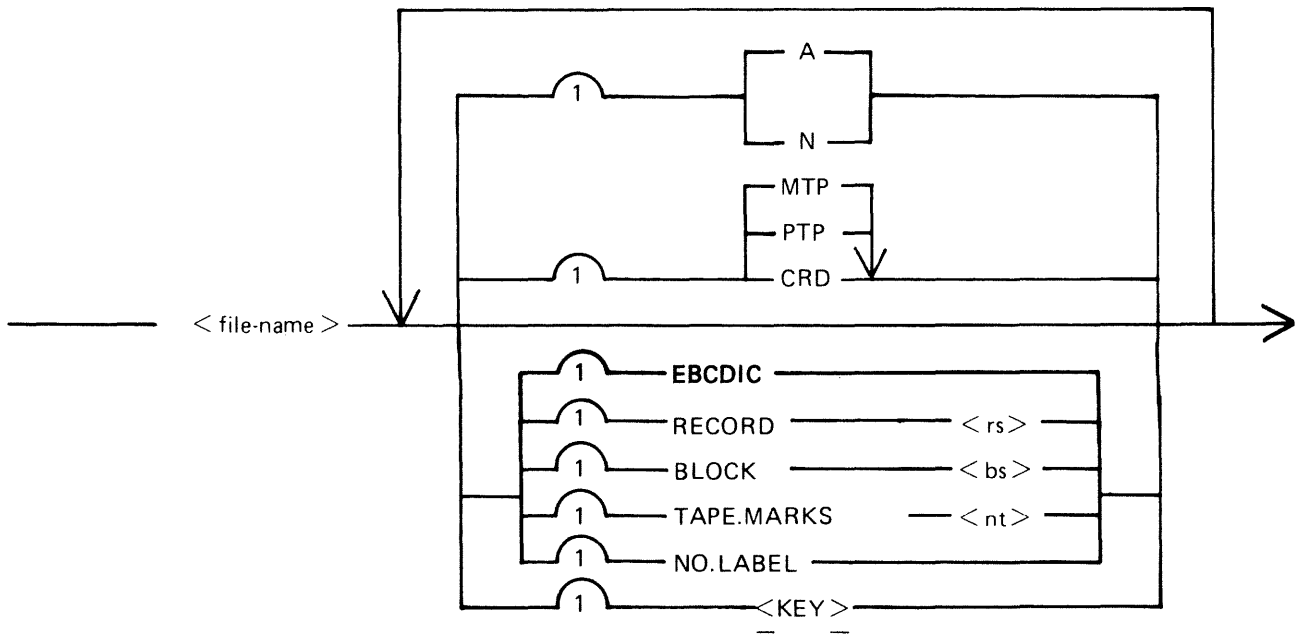 A
1
N
MTP
PTP
1
CRD
< file-name >
1 EBCDIC
1 RECORD < rs >
1 BLOCK < bs >
1 TAPE.MARKS < nt >
1 NO.LABEL
1 <KEY>